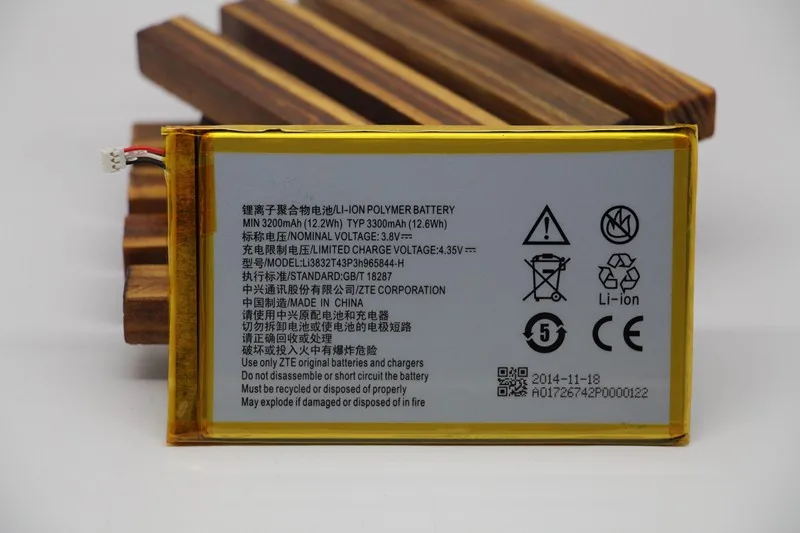 锂离子聚合物电池/LI-ION POLYMER BATTERY
MIN 3200mAh (12.2Wh) TYP 3300mAh (12.6Wh)
标称电压/NOMINAL VOLTAGE: 3.8V⎓
充电限制电压/LIMITED CHARGE VOLTAGE:4.35V⎓
型号/MODEL:Li3832T43P3h965844-H
执行标准/STANDARD:GB/T 18287
中兴通讯股份有限公司/ZTE CORPORATION
中国制造/MADE IN CHINA
请使用中兴原配电池和充电器
切勿拆卸电池或使电池的电极短路
请正确回收或处理
破坏或投入火中有爆炸危险
Use only ZTE original batteries and chargers
Do not disassemble or short circuit the battery
Must be recycled or disposed of properly
May explode if damaged or disposed of in fire
Li-ion
5
CE
2014-11-18
A01726742P0000122